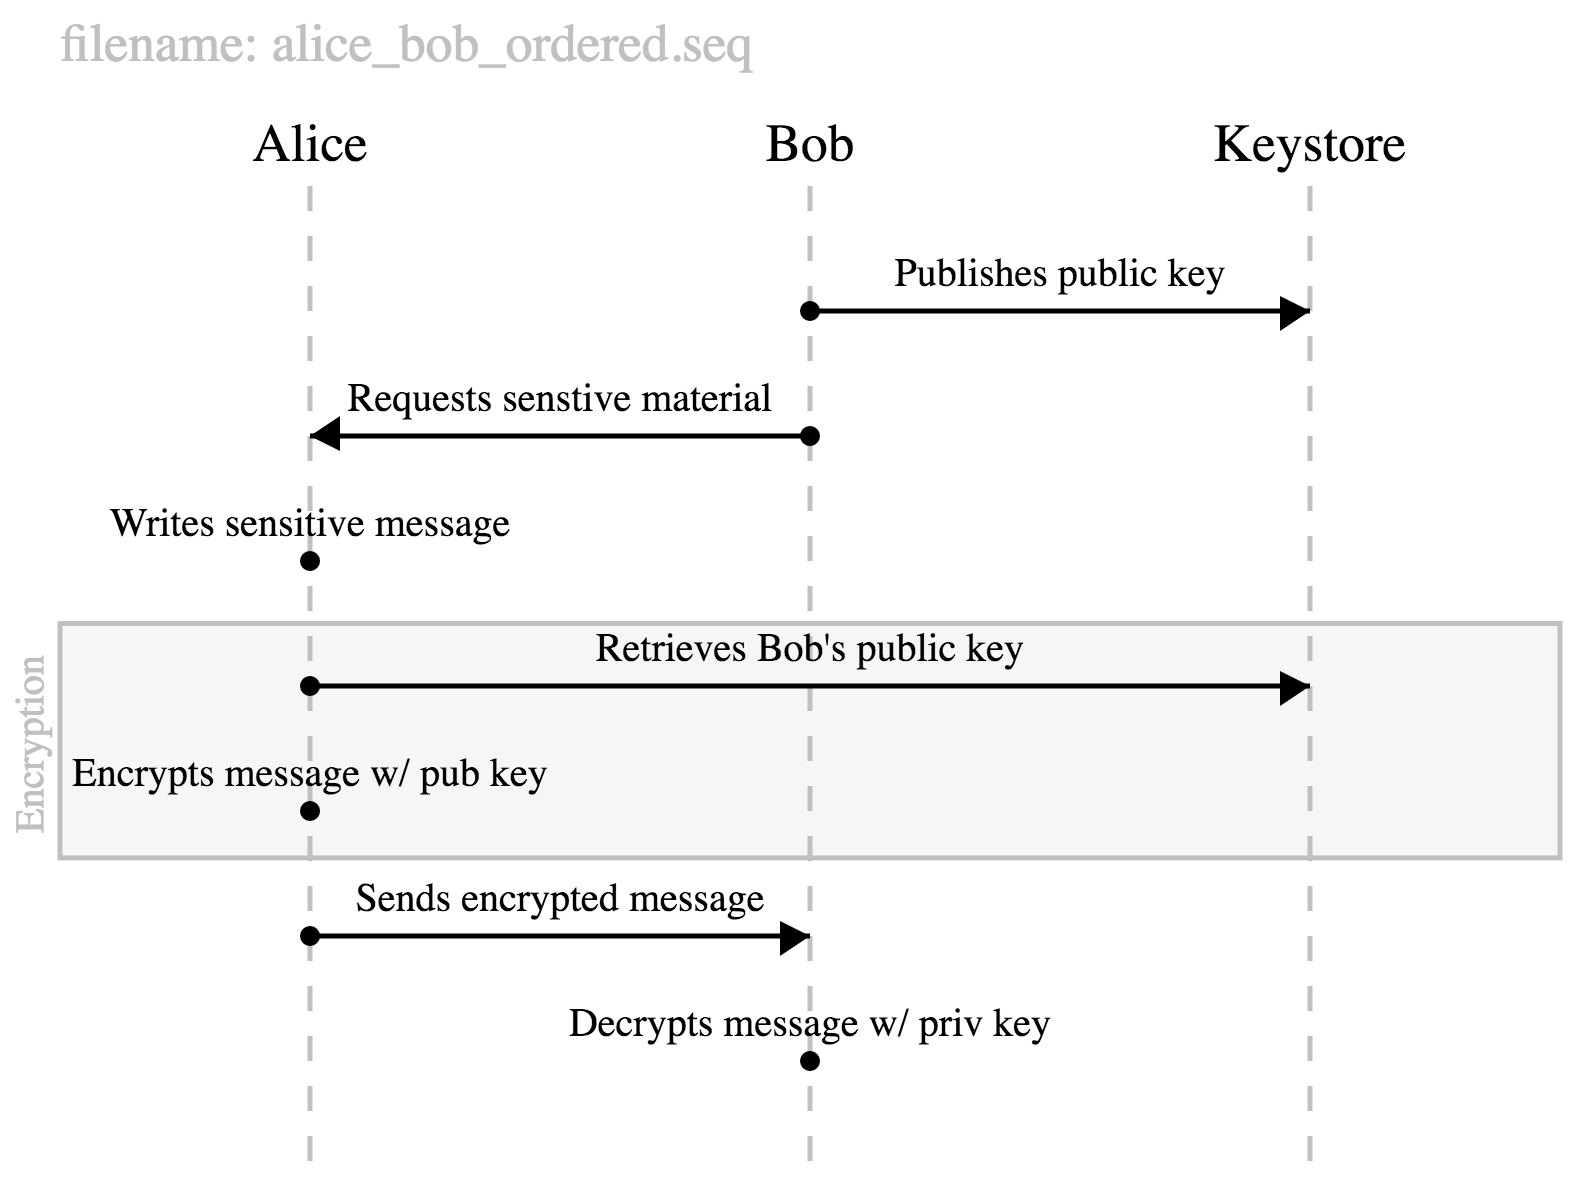 filename: alice_bob_ordered.seq
Alice
Bob
Keystore
Publishes public key
Requests senstive material
Writes sensitive message
Encryption
Retrieves Bob's public key
Encrypts message w/ pub key
Sends encrypted message
Decrypts message w/ priv key